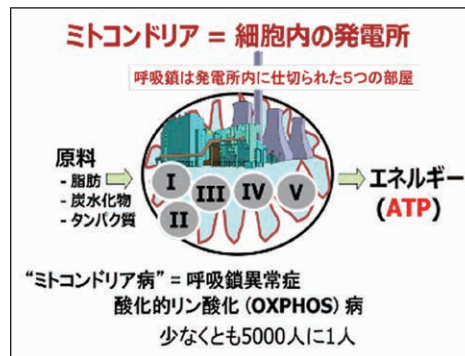 ミトコンドリア = 細胞内の発電所
呼吸鎖は発電所内に仕切られた5つの部屋
原料
- 脂肪
- 炭水化物
- タンパク質
I
II
III
IV
V
エネルギー
(ATP)
“ミトコンドリア病” = 呼吸鎖異常症
酸化的リン酸化 (OXPHOS) 病
少なくとも5000人に1人